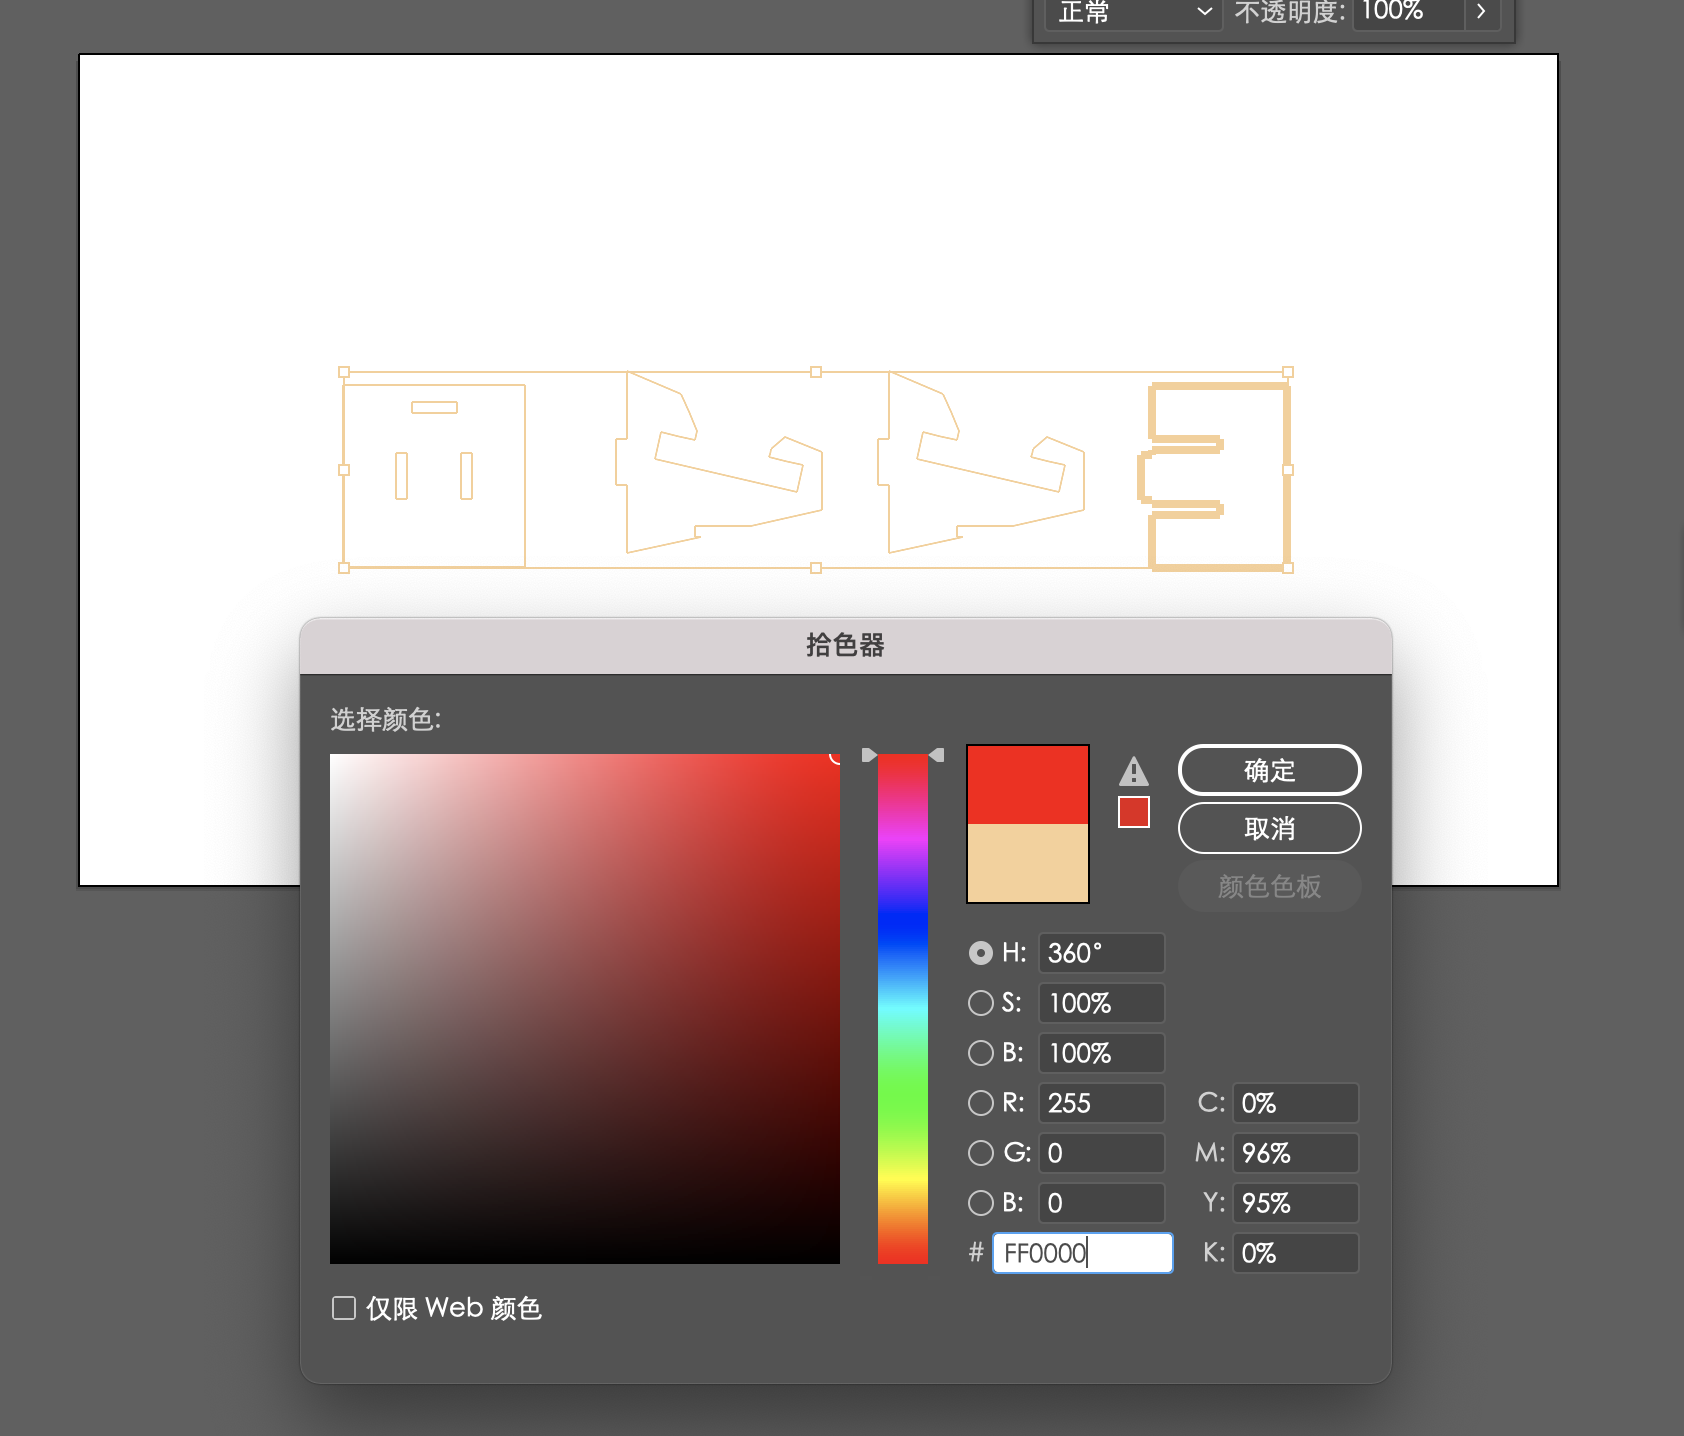 正常 不透明度: 100%
拾色器
选择颜色:
确定
取消
颜色色板
H: 360°
S: 100%
B: 100%
R: 255 C: 0%
G: 0 M: 96%
B: 0 Y: 95%
# FF0000 K: 0%
仅限 Web 颜色